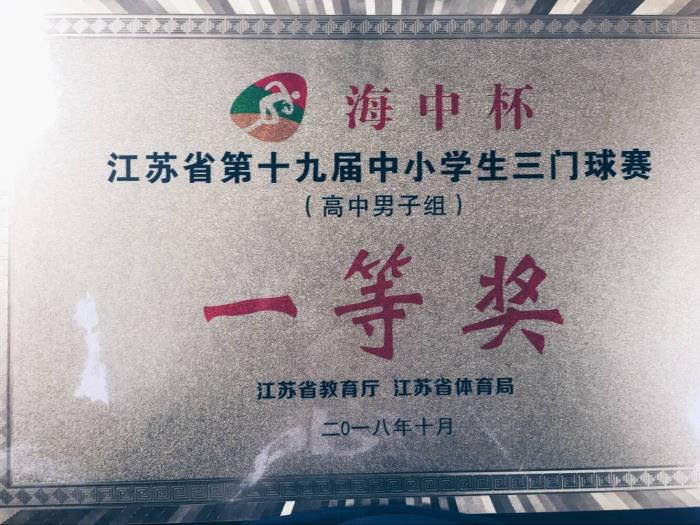 海中杯
江苏省第十九届中小学生三门球赛
（高中男子组）
一等奖
江苏省教育厅 江苏省体育局
二0一八年十月